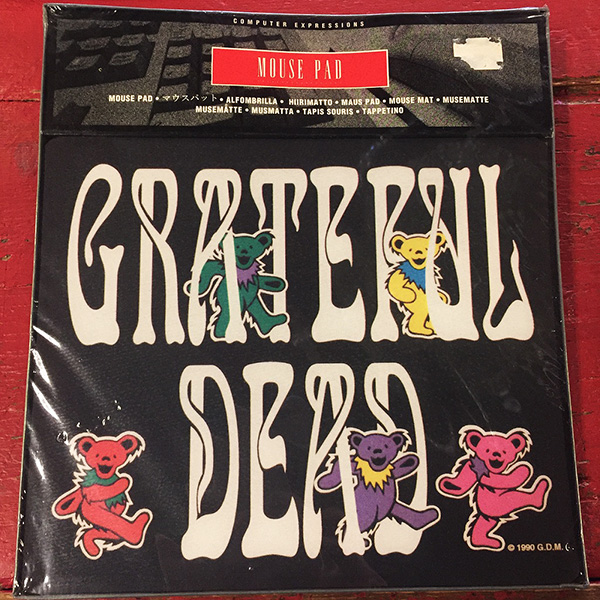 COMPUTER EXPRESSIONS
MOUSE PAD
MOUSE PAD • マウスパット • ALFOMBRILLA • HIIRIMATTO • MAUS PAD • MOUSE MAT • MUSEMATTE
MUSEMÅTTE • MUSMATTA • TAPIS SOURIS • TAPPETINO
GRATEFUL
DEAD
© 1990 G.D.M.